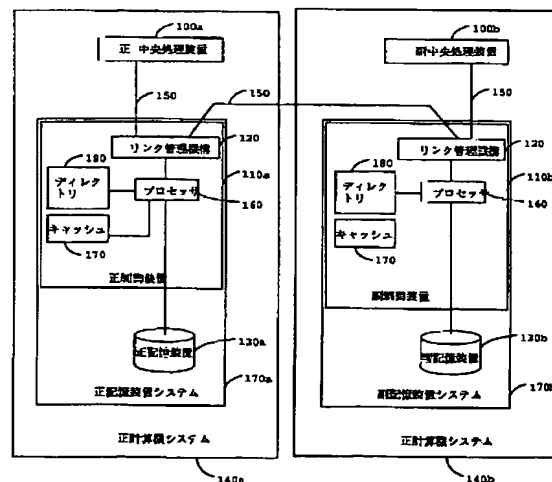 100a
正 中央処理装置
150
リンク管理機構
120
180
110a
ディレク
トリ
プロセッサ
160
キャッシュ
170
正制御装置
正記憶装置
130a
正記憶装置システム
170a
正計算機システム
140a
150
100b
副中央処理装置
150
リンク管理機構
120
180
110b
ディレク
トリ
プロセッサ
160
キャッシュ
170
副制御装置
副記憶装置
130b
副記憶装置システム
正計算機システム
140b